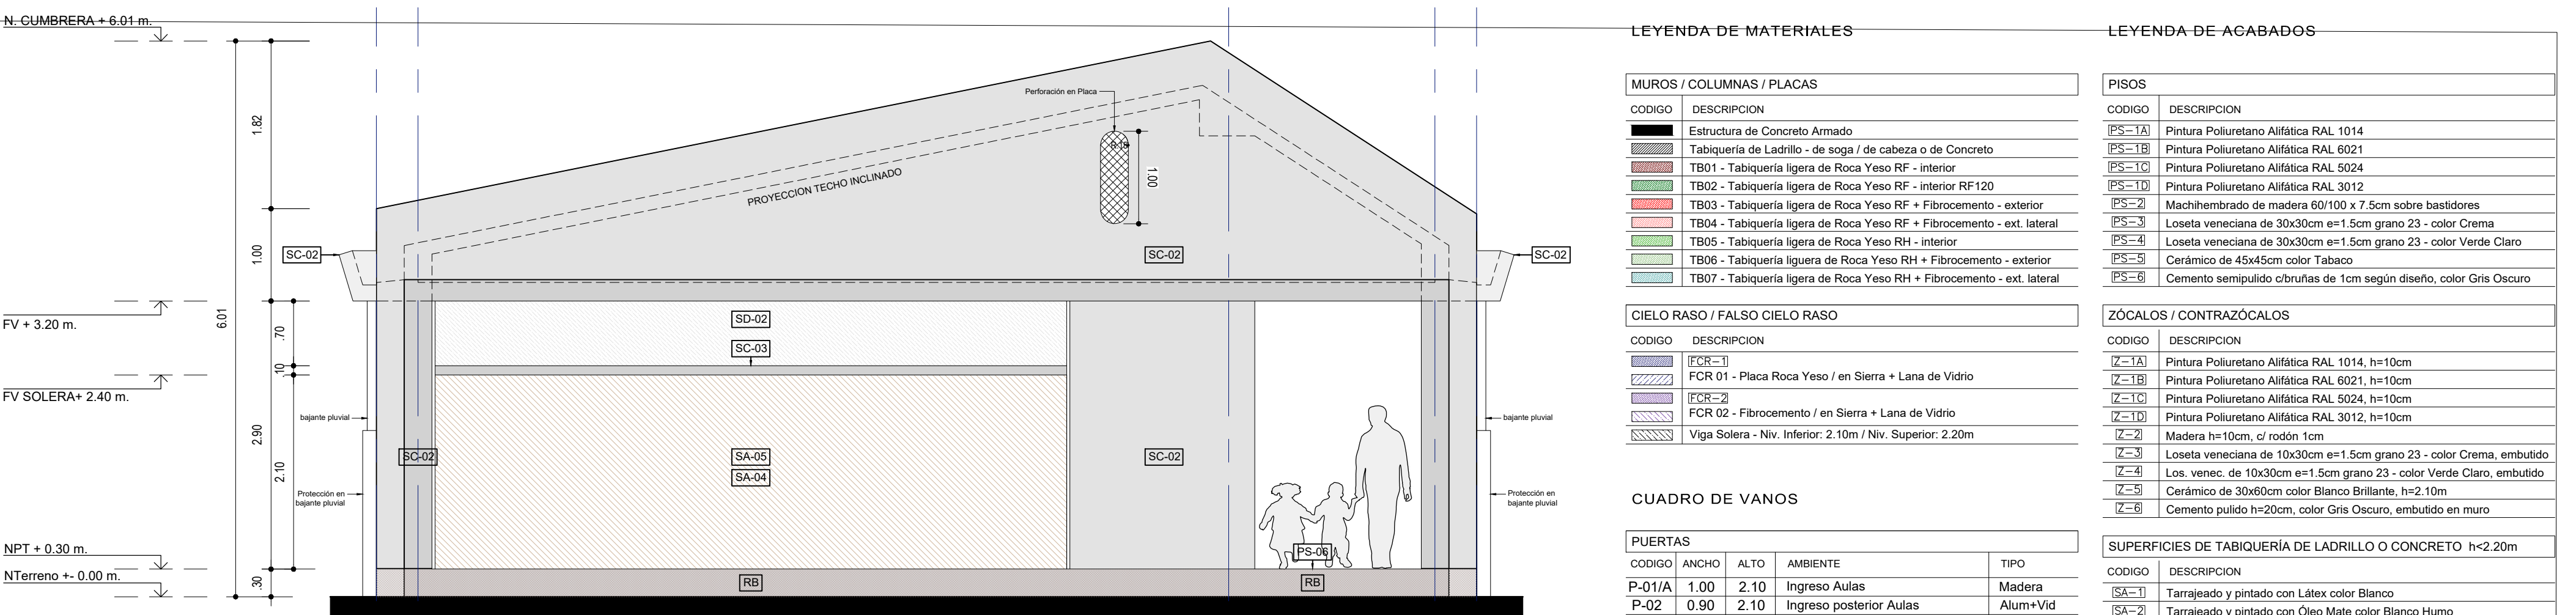 N. CUMBRERA + 6.01 m.
1.82
1.00
6.01
FV + 3.20 m.
.70
.10
FV SOLERA+ 2.40 m.
2.90
2.10
NPT + 0.30 m.
NTerreno +- 0.00 m.
.30
Perforación en Placa
1.00
PROYECCION TECHO INCLINADO
SC-02
SC-02
SC-02
SD-02
SC-03
bajante pluvial
bajante pluvial
SC-02
SA-05
SA-04
SC-02
Protección en
bajante pluvial
Protección en
bajante pluvial
PS-06
RB
RB
LEYENDA DE MATERIALES
MUROS / COLUMNAS / PLACAS
CODIGO DESCRIPCION
Estructura de Concreto Armado
Tabiquería de Ladrillo - de soga / de cabeza o de Concreto
TB01 - Tabiquería ligera de Roca Yeso RF - interior
TB02 - Tabiquería ligera de Roca Yeso RF - interior RF120
TB03 - Tabiquería ligera de Roca Yeso RF + Fibrocemento - exterior
TB04 - Tabiquería ligera de Roca Yeso RF + Fibrocemento - ext. lateral
TB05 - Tabiquería ligera de Roca Yeso RH - interior
TB06 - Tabiquería liguera de Roca Yeso RH + Fibrocemento - exterior
TB07 - Tabiquería ligera de Roca Yeso RH + Fibrocemento - ext. lateral
CIELO RASO / FALSO CIELO RASO
CODIGO DESCRIPCION
FCR-1
FCR 01 - Placa Roca Yeso / en Sierra + Lana de Vidrio
FCR-2
FCR 02 - Fibrocemento / en Sierra + Lana de Vidrio
Viga Solera - Niv. Inferior: 2.10m / Niv. Superior: 2.20m
CUADRO DE VANOS
PUERTAS
CODIGO ANCHO ALTO AMBIENTE TIPO
P-01/A 1.00 2.10 Ingreso Aulas Madera
P-02 0.90 2.10 Ingreso posterior Aulas Alum+Vid
LEYENDA DE ACABADOS
PISOS
CODIGO DESCRIPCION
PS-1A Pintura Poliuretano Alifática RAL 1014
PS-1B Pintura Poliuretano Alifática RAL 6021
PS-1C Pintura Poliuretano Alifática RAL 5024
PS-1D Pintura Poliuretano Alifática RAL 3012
PS-2 Machihembrado de madera 60/100 x 7.5cm sobre bastidores
PS-3 Loseta veneciana de 30x30cm e=1.5cm grano 23 - color Crema
PS-4 Loseta veneciana de 30x30cm e=1.5cm grano 23 - color Verde Claro
PS-5 Cerámico de 45x45cm color Tabaco
PS-6 Cemento semipulido c/bruñas de 1cm según diseño, color Gris Oscuro
ZÓCALOS / CONTRAZÓCALOS
CODIGO DESCRIPCION
Z-1A Pintura Poliuretano Alifática RAL 1014, h=10cm
Z-1B Pintura Poliuretano Alifática RAL 6021, h=10cm
Z-1C Pintura Poliuretano Alifática RAL 5024, h=10cm
Z-1D Pintura Poliuretano Alifática RAL 3012, h=10cm
Z-2 Madera h=10cm, c/ rodón 1cm
Z-3 Loseta veneciana de 10x30cm e=1.5cm grano 23 - color Crema, embutido
Z-4 Los. venec. de 10x30cm e=1.5cm grano 23 - color Verde Claro, embutido
Z-5 Cerámico de 30x60cm color Blanco Brillante, h=2.10m
Z-6 Cemento pulido h=20cm, color Gris Oscuro, embutido en muro
SUPERFICIES DE TABIQUERÍA DE LADRILLO O CONCRETO h<2.20m
CODIGO DESCRIPCION
SA-1 Tarrajeado y pintado con Látex color Blanco
SA-2 Tarrajeado y pintado con Óleo Mate color Blanco Humo